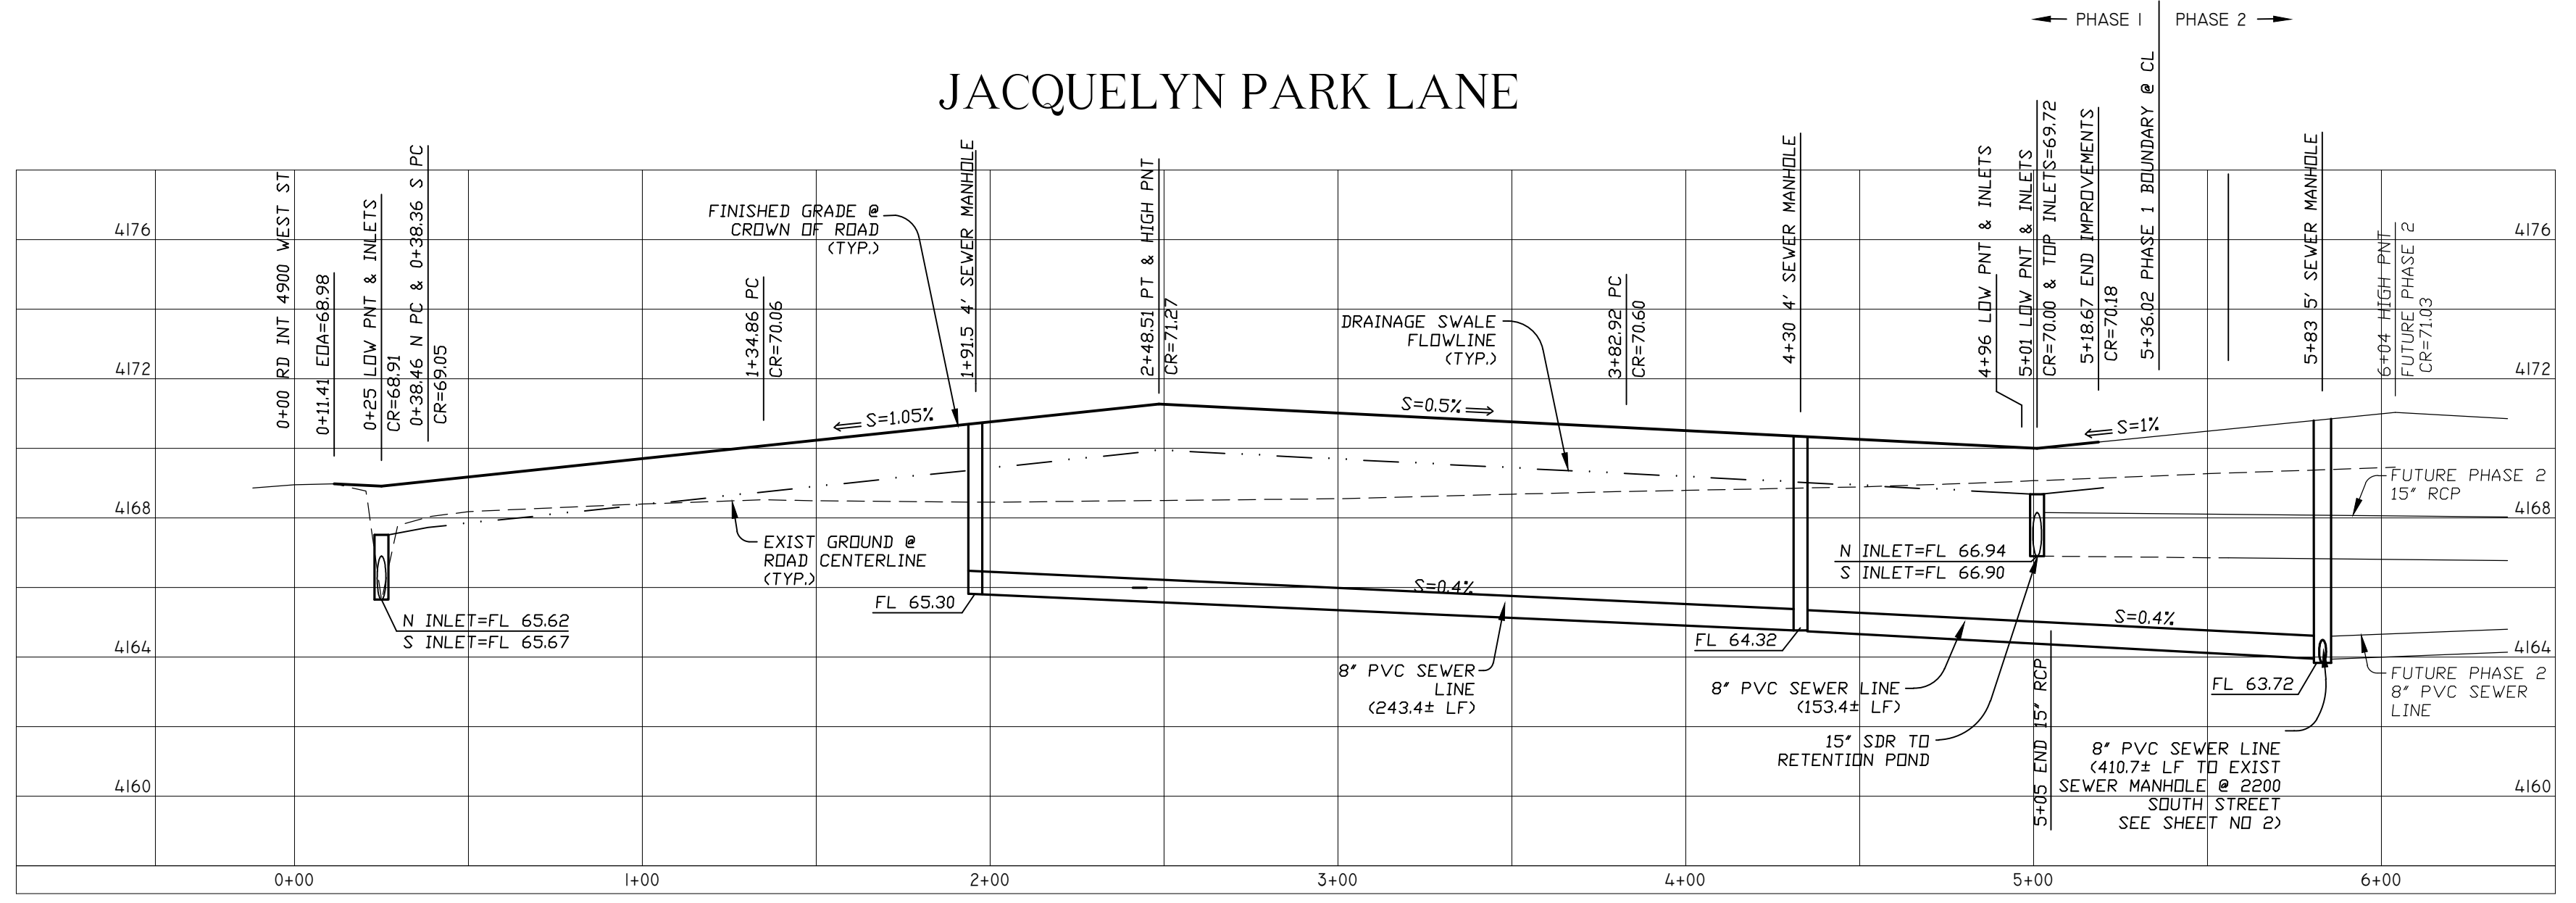 PHASE 1
PHASE 2
JACQUELYN PARK LANE
4176
4172
4168
4164
4160
0+00 RD INT 4900 WEST ST
0+11.41 EOA=68.98
0+25 LOW PNT & INLETS
CR=68.91
0+38.46 N PC & 0+38.36 S PC
CR=69.05
FINISHED GRADE @
CROWN OF ROAD
(TYP.)
1+34.86 PC
CR=70.06
1+91.5 4' SEWER MANHOLE
2+48.51 PT & HIGH PNT
CR=71.27
DRAINAGE SWALE
FLOWLINE
(TYP.)
3+82.92 PC
CR=70.60
4+30 4' SEWER MANHOLE
4+96 LOW PNT & INLETS
5+01 LOW PNT & INLETS
CR=70.00 & TOP INLETS=69.72
5+18.67 END IMPROVEMENTS
CR=70.18
5+36.02 PHASE 1 BOUNDARY @ CL
5+83 5' SEWER MANHOLE
6+04 HIGH PNT
FUTURE PHASE 2
CR=71.03
4176
4172
4168
4164
4160
S=1.05%
S=0.5%
S=1%
EXIST GROUND @
ROAD CENTERLINE
(TYP.)
N INLET=FL 65.62
S INLET=FL 65.67
FL 65.30
S=0.4%
8" PVC SEWER
LINE
(243.4± LF)
FL 64.32
N INLET=FL 66.94
S INLET=FL 66.90
S=0.4%
8" PVC SEWER LINE
(153.4± LF)
15" SDR TO
RETENTION POND
5+05 END 15" RCP
FL 63.72
8" PVC SEWER LINE
(410.7± LF TO EXIST
SEWER MANHOLE @ 2200
SOUTH STREET
SEE SHEET NO 2)
FUTURE PHASE 2
15" RCP
FUTURE PHASE 2
8" PVC SEWER
LINE
0+00
1+00
2+00
3+00
4+00
5+00
6+00